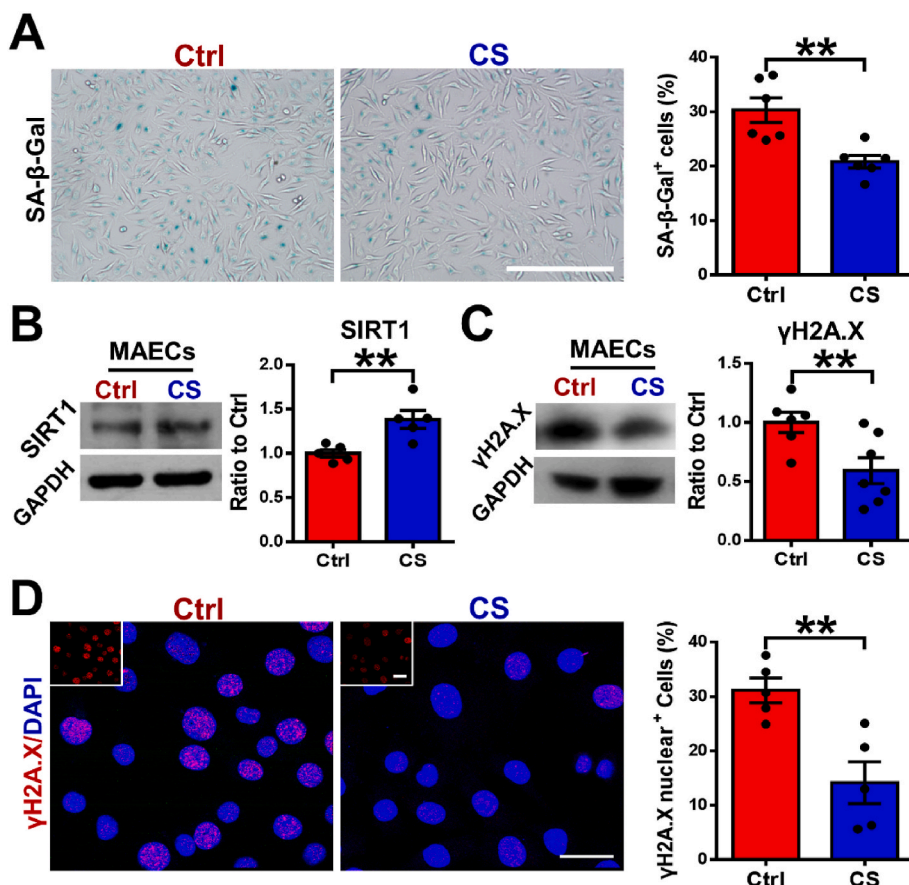 A
Ctrl
CS
SA-β-Gal
**
SA-β-Gal⁺ cells (%)
40
30
20
10
0
Ctrl
CS
B
MAECs
Ctrl CS
SIRT1
GAPDH
SIRT1
**
Ratio to Ctrl
2.0
1.5
1.0
0.5
0.0
Ctrl
CS
C
MAECs
Ctrl CS
γH2A.X
GAPDH
γH2A.X
**
Ratio to Ctrl
1.5
1.0
0.5
0.0
Ctrl
CS
D
Ctrl
CS
γH2A.X/DAPI
**
γH2A.X nuclear⁺ Cells (%)
40
30
20
10
0
Ctrl
CS